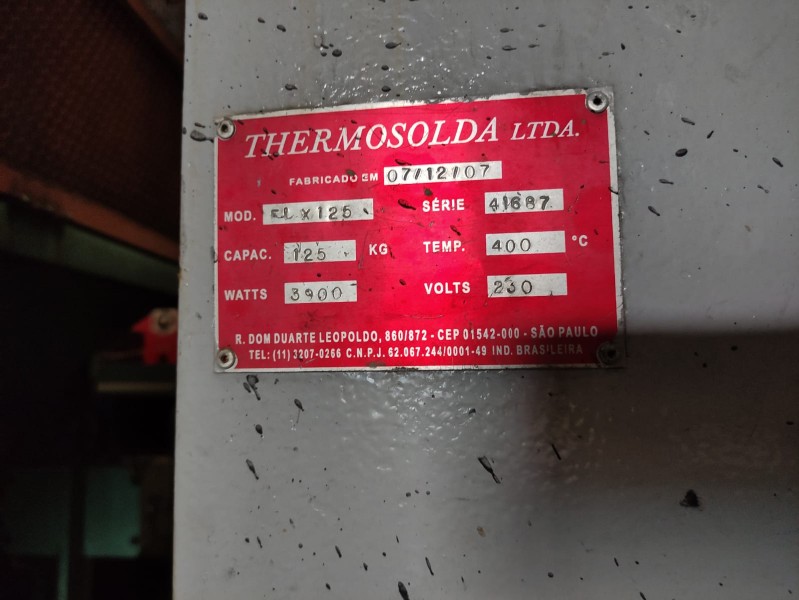 THERMOSOLDA LTDA.
FABRICADO EM 07/12/07
MOD. FLX125 SÉRIE 41687
CAPAC. 125 KG TEMP. 400 °C
WATTS 3900 VOLTS 230
R. DOM DUARTE LEOPOLDO, 860/872 - CEP 01542-000 - SÃO PAULO
TEL: (11) 3207-0266 C.N.P.J. 62.067.244/0001-49 IND. BRASILEIRA